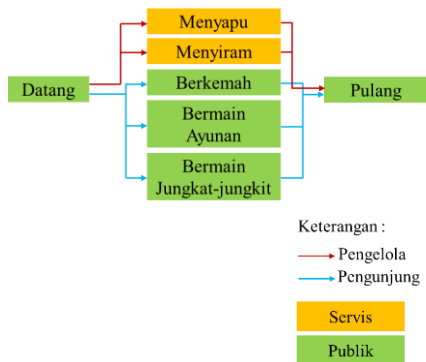 Menyapu
Menyiram
Datang
Berkemah
Pulang
Bermain
Ayunan
Bermain
Jungkat-jungkit
Keterangan :
Pengelola
Pengunjung
Servis
Publik